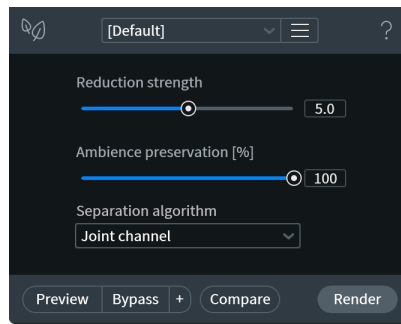 [Default]
?
Reduction strength
5.0
Ambience preservation [%]
100
Separation algorithm
Joint channel
Preview Bypass + Compare Render